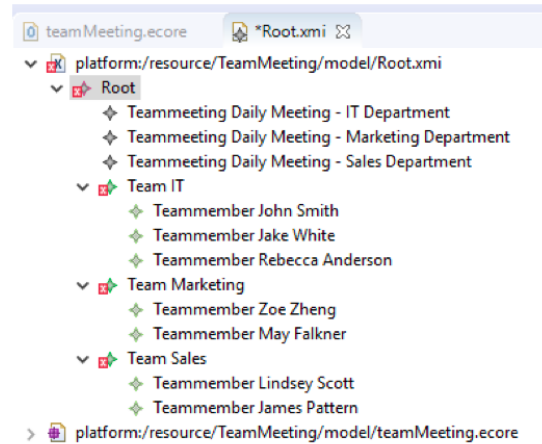 teamMeeting.ecore *Root.xmi
platform:/resource/TeamMeeting/model/Root.xmi
Root
Teammeeting Daily Meeting - IT Department
Teammeeting Daily Meeting - Marketing Department
Teammeeting Daily Meeting - Sales Department
Team IT
Teammember John Smith
Teammember Jake White
Teammember Rebecca Anderson
Team Marketing
Teammember Zoe Zheng
Teammember May Falkner
Team Sales
Teammember Lindsey Scott
Teammember James Pattern
platform:/resource/TeamMeeting/model/teamMeeting.ecore